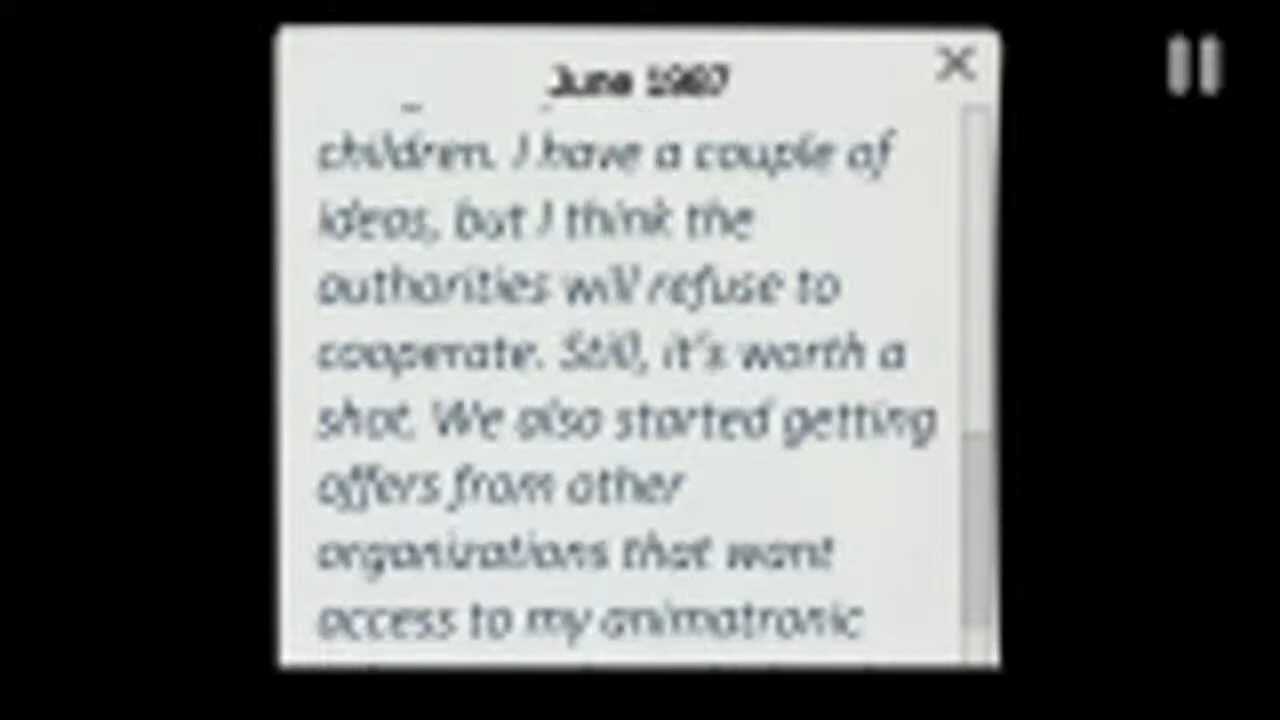 June 1987
children. I have a couple of
ideas, but I think the
authorities will refuse to
cooperate. Still, it's worth a
shot. We also started getting
offers from other
organizations that want
access to my animatronic